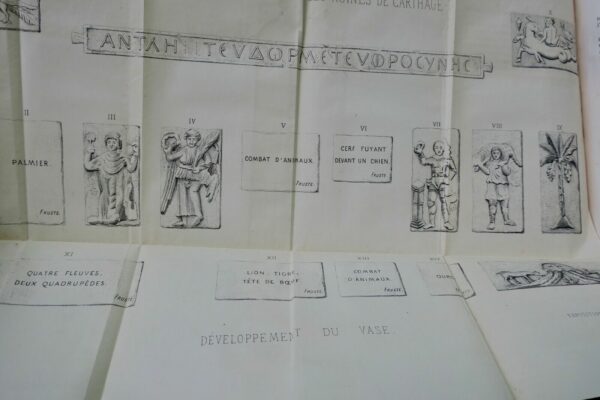 RUINES DE CARTHAGE
ΑΝΤΛΗ ΤΕΥΔΩΡΜΕΤΕΥΦΡΟCΥΝΗC
X
II
III
IV
V
VI
VII
VIII
IX
PALMIER.
FRUSTE.
COMBAT D'ANIMAUX.
FRUSTE.
CERF FUYANT
DEVANT UN CHIEN.
FRUSTE.
XI
XII
XIII
XIV
QUATRE FLEUVES.
DEUX QUADRUPÈDES.
FRUSTE.
LION. TIGRE.
TÊTE DE BŒUF.
FRUSTE.
COMBAT
D'ANIMAUX.
FRUSTE.
DÉVELOPPEMENT DU VASE.